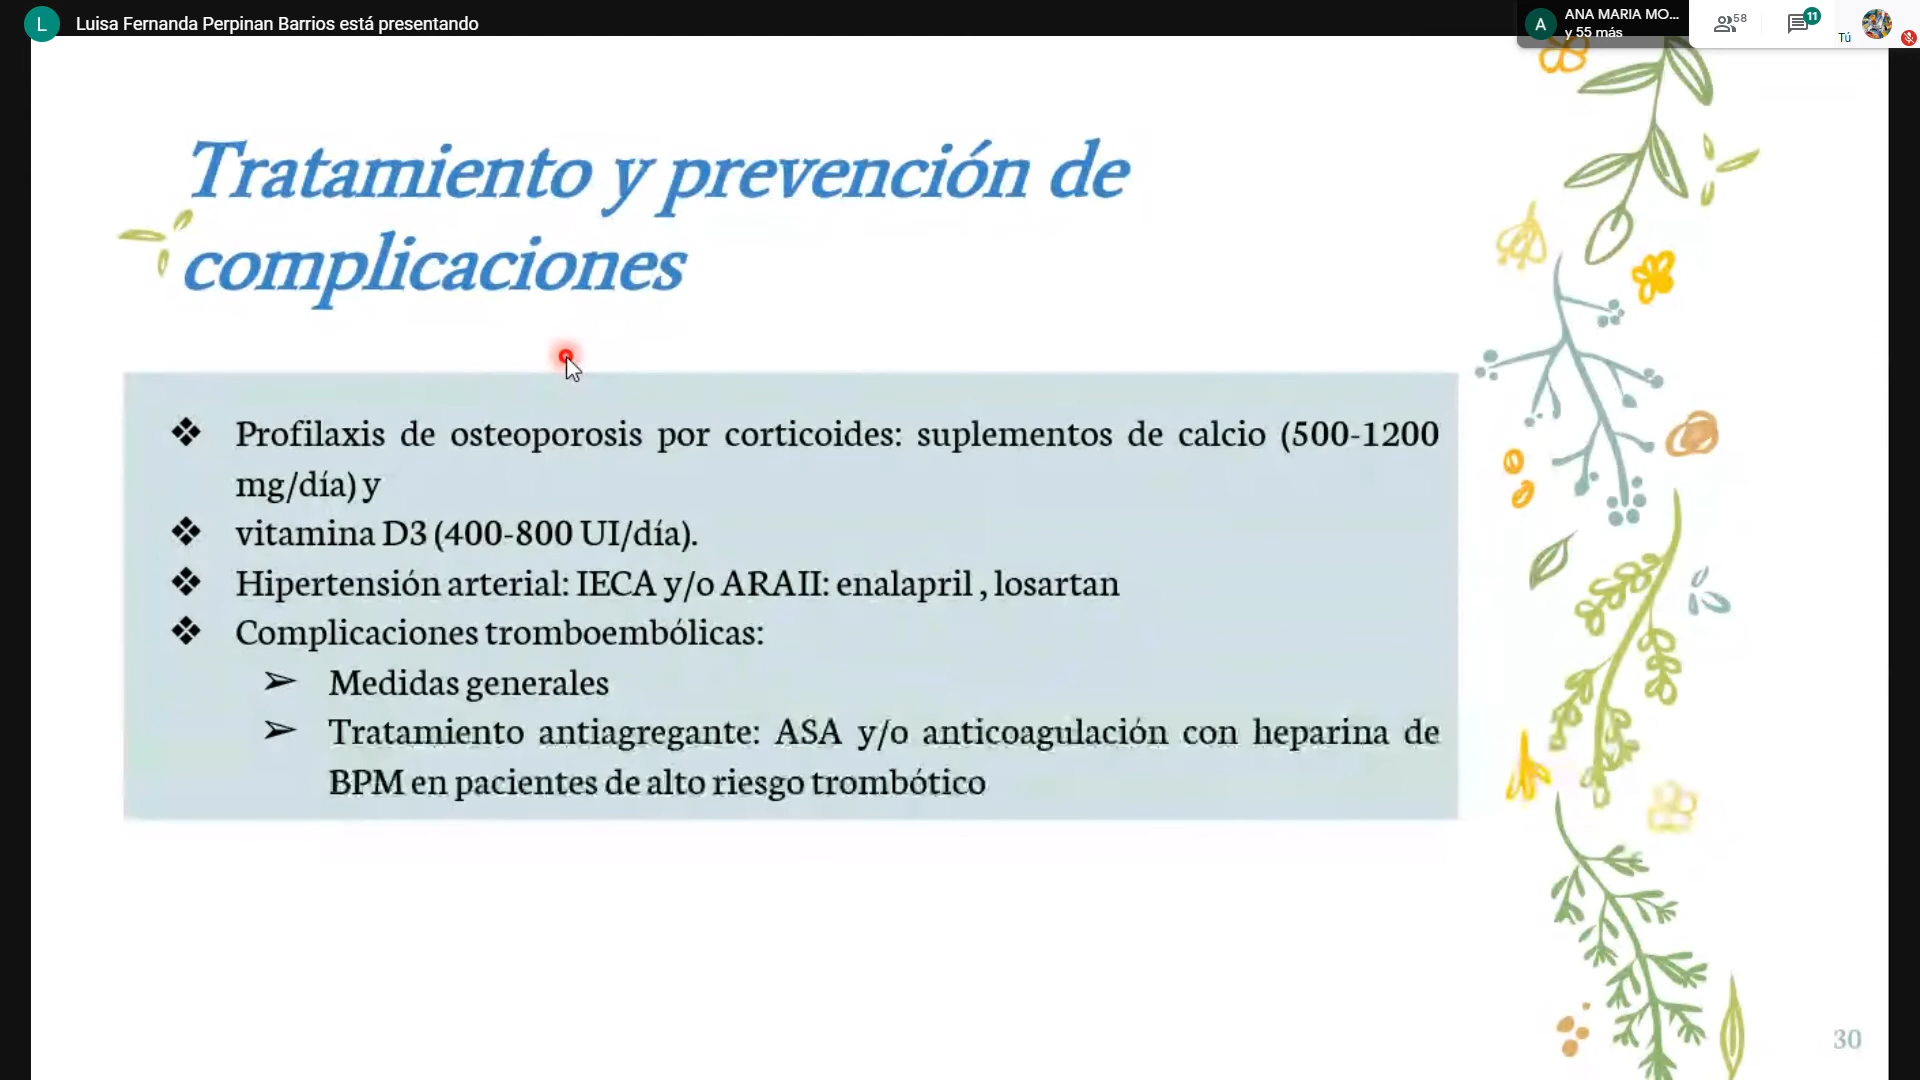 L Luisa Fernanda Perpinan Barrios está presentando
A ANA MARIA MO...
y 55 más
58
11
Tú
Tratamiento y prevención de
complicaciones
❖ Profilaxis de osteoporosis por corticoides: suplementos de calcio (500-1200
mg/día) y
❖ vitamina D3 (400-800 UI/día).
❖ Hipertensión arterial: IECA y/o ARAII: enalapril , losartan
❖ Complicaciones tromboembólicas:
➢ Medidas generales
➢ Tratamiento antiagregante: ASA y/o anticoagulación con heparina de
BPM en pacientes de alto riesgo trombótico
30